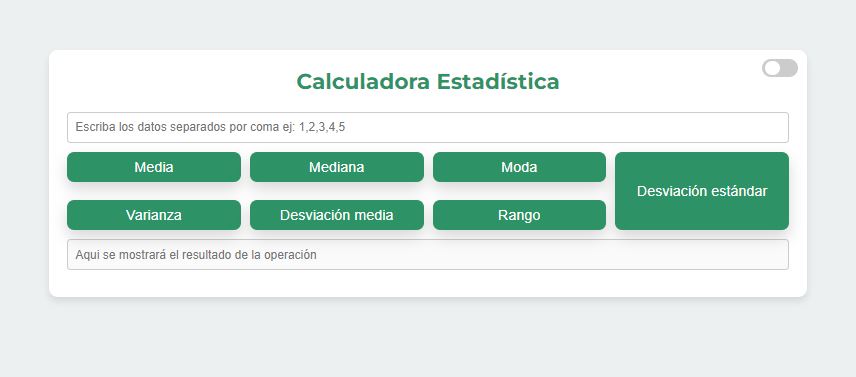 Calculadora Estadística
Escriba los datos separados por coma ej: 1,2,3,4,5
Media
Mediana
Moda
Desviación estándar
Varianza
Desviación media
Rango
Aqui se mostrará el resultado de la operación